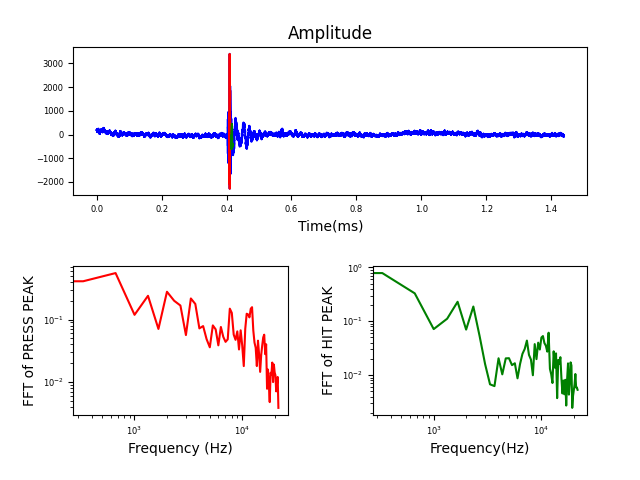 Amplitude
3000
2000
1000
0
−1000
−2000
0.0 0.2 0.4 0.6 0.8 1.0 1.2 1.4
Time(ms)
FFT of PRESS PEAK
10⁻¹
10⁻²
10³ 10⁴
Frequency (Hz)
FFT of HIT PEAK
10⁰
10⁻¹
10⁻²
10³ 10⁴
Frequency(Hz)